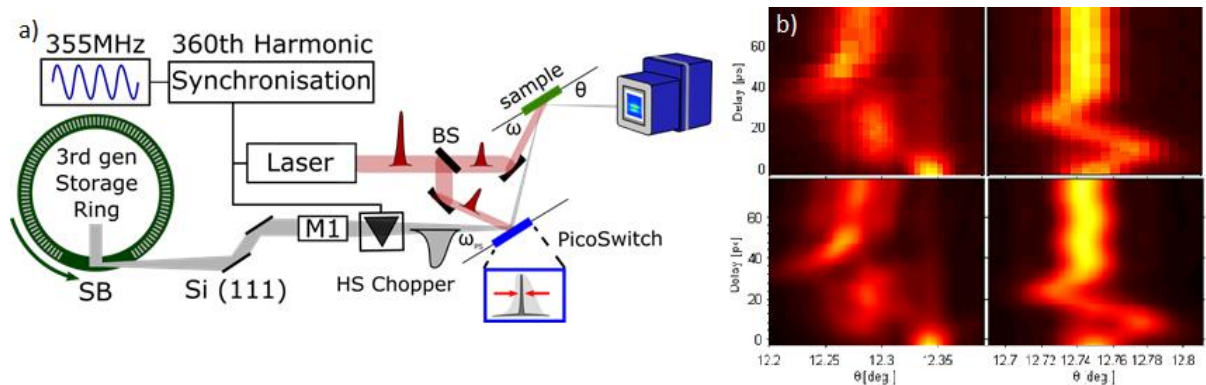 a)
355MHz
360th Harmonic
Synchronisation
3rd gen
Storage
Ring
SB
Laser
BS
M1
Si (111)
HS Chopper
ω
θ
sample
ωPS
PicoSwitch
b)
Delay [ps]
60
40
20
0
Delay [ps]
60
40
20
0
12.2 12.25 12.3 12.35
θ[deg]
12.7 12.72 12.74 12.76 12.78 12.8
θ deg